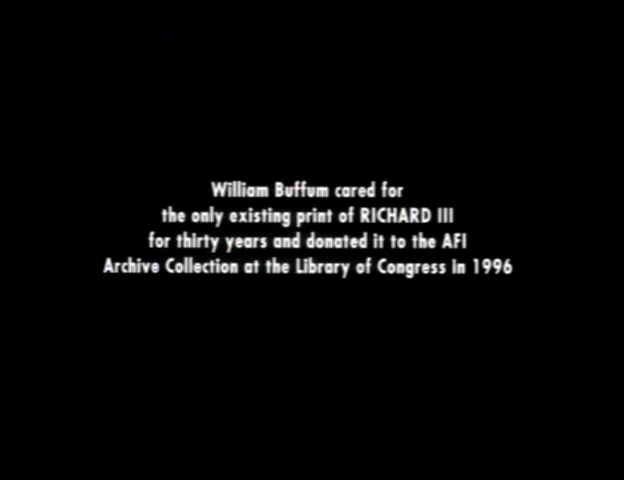 William Buffum cared for
the only existing print of RICHARD III
for thirty years and donated it to the AFI
Archive Collection at the Library of Congress in 1996